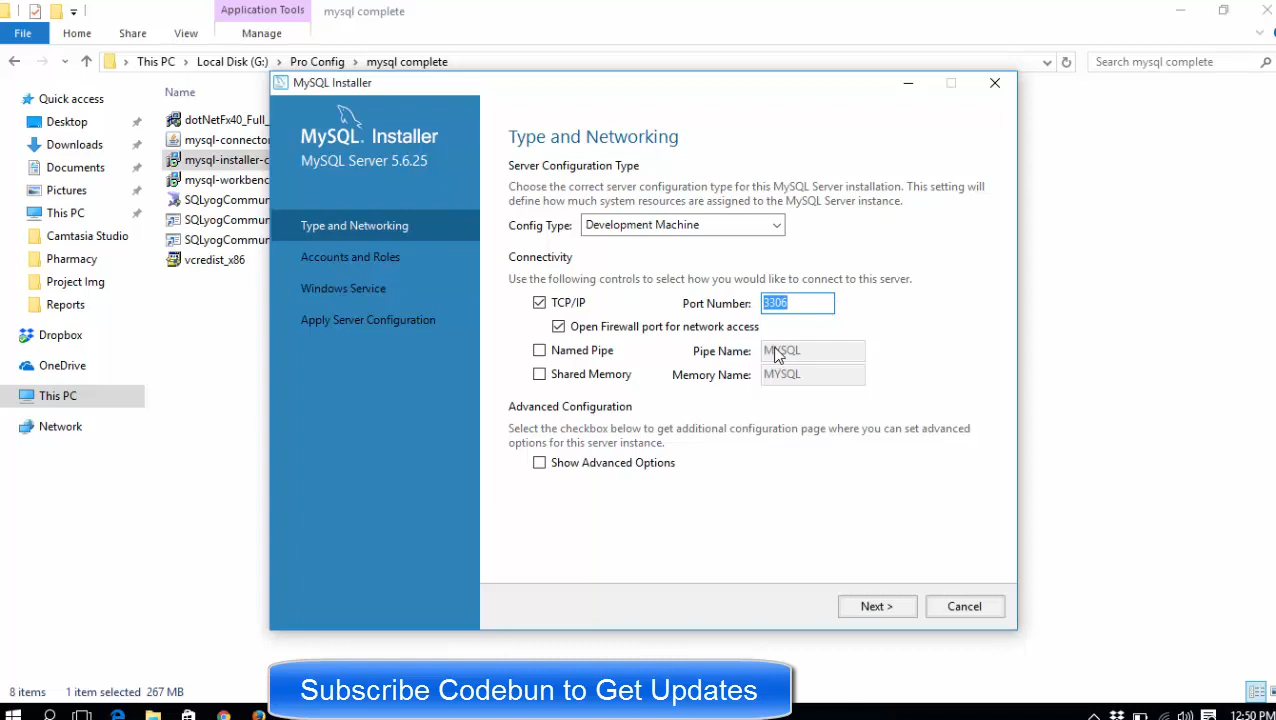 Application Tools
mysql complete
File
Home
Share
View
Manage
This PC
Local Disk (G:)
Pro Config
mysql complete
Search mysql complete
Quick access
Desktop
Downloads
Documents
Pictures
This PC
Camtasia Studio
Pharmacy
Project Img
Reports
Dropbox
OneDrive
This PC
Network
Name
dotNetFx40_Full_
mysql-connector
mysql-installer-c
mysql-workbenc
SQLyogCommun
SQLyogCommun
SQLyogCommun
vcredist_x86
MySQL Installer
MySQL. Installer
MySQL Server 5.6.25
Type and Networking
Accounts and Roles
Windows Service
Apply Server Configuration
Type and Networking
Server Configuration Type
Choose the correct server configuration type for this MySQL Server installation. This setting will
define how much system resources are assigned to the MySQL Server instance.
Config Type: Development Machine
Connectivity
Use the following controls to select how you would like to connect to this server.
TCP/IP Port Number: 3306
Open Firewall port for network access
Named Pipe Pipe Name: MYSQL
Shared Memory Memory Name: MYSQL
Advanced Configuration
Select the checkbox below to get additional configuration page where you can set advanced
options for this server instance.
Show Advanced Options
Next >
Cancel
8 items 1 item selected 267 MB
Subscribe Codebun to Get Updates
12:50 PM